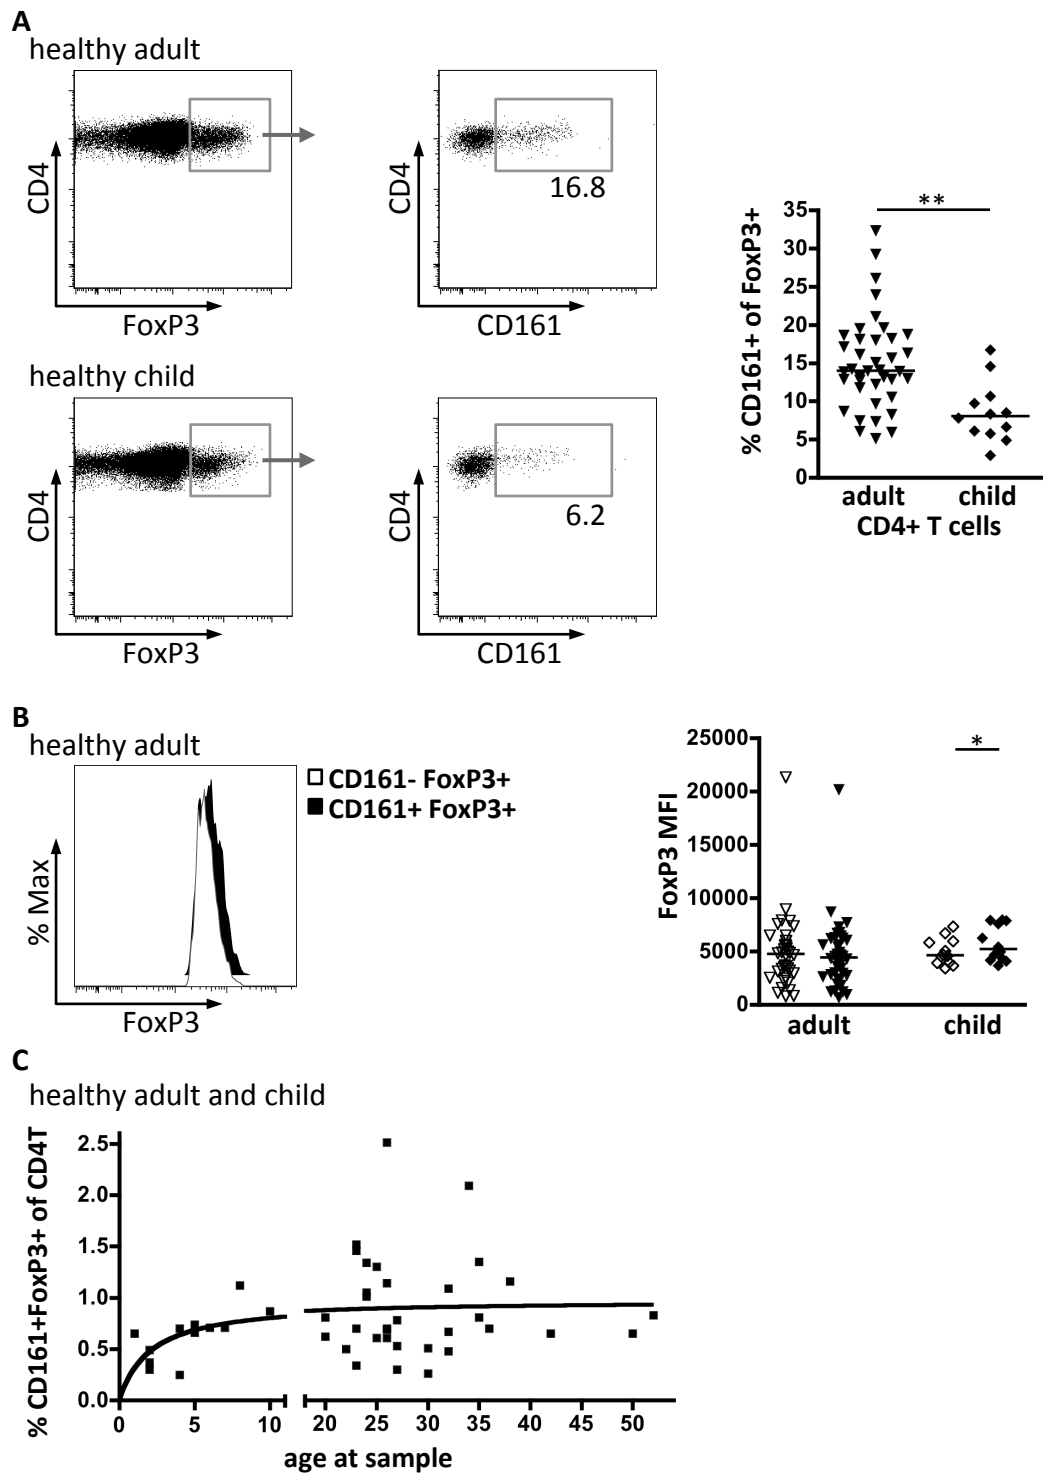 A
healthy adult
CD4
FoxP3
CD4
16.8
CD161
healthy child
CD4
FoxP3
CD4
6.2
CD161
% CD161+ of FoxP3+
35
30
25
20
15
10
5
0
**
adult child
CD4+ T cells
B
healthy adult
% Max
FoxP3
CD161- FoxP3+
CD161+ FoxP3+
FoxP3 MFI
25000
20000
15000
10000
5000
0
*
adult child
C
healthy adult and child
% CD161+FoxP3+ of CD4T
2.5
2.0
1.5
1.0
0.5
0.0
0 5 10 20 25 30 35 40 45 50
age at sample